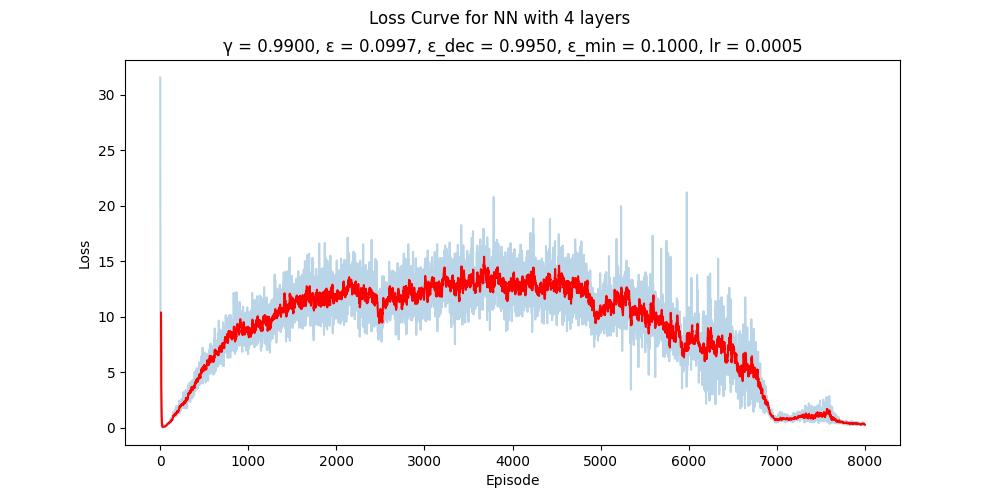 Loss Curve for NN with 4 layers
γ = 0.9900, ε = 0.0997, ε_dec = 0.9950, ε_min = 0.1000, lr = 0.0005
30
25
20
15
10
5
0
Loss
0 1000 2000 3000 4000 5000 6000 7000 8000
Episode